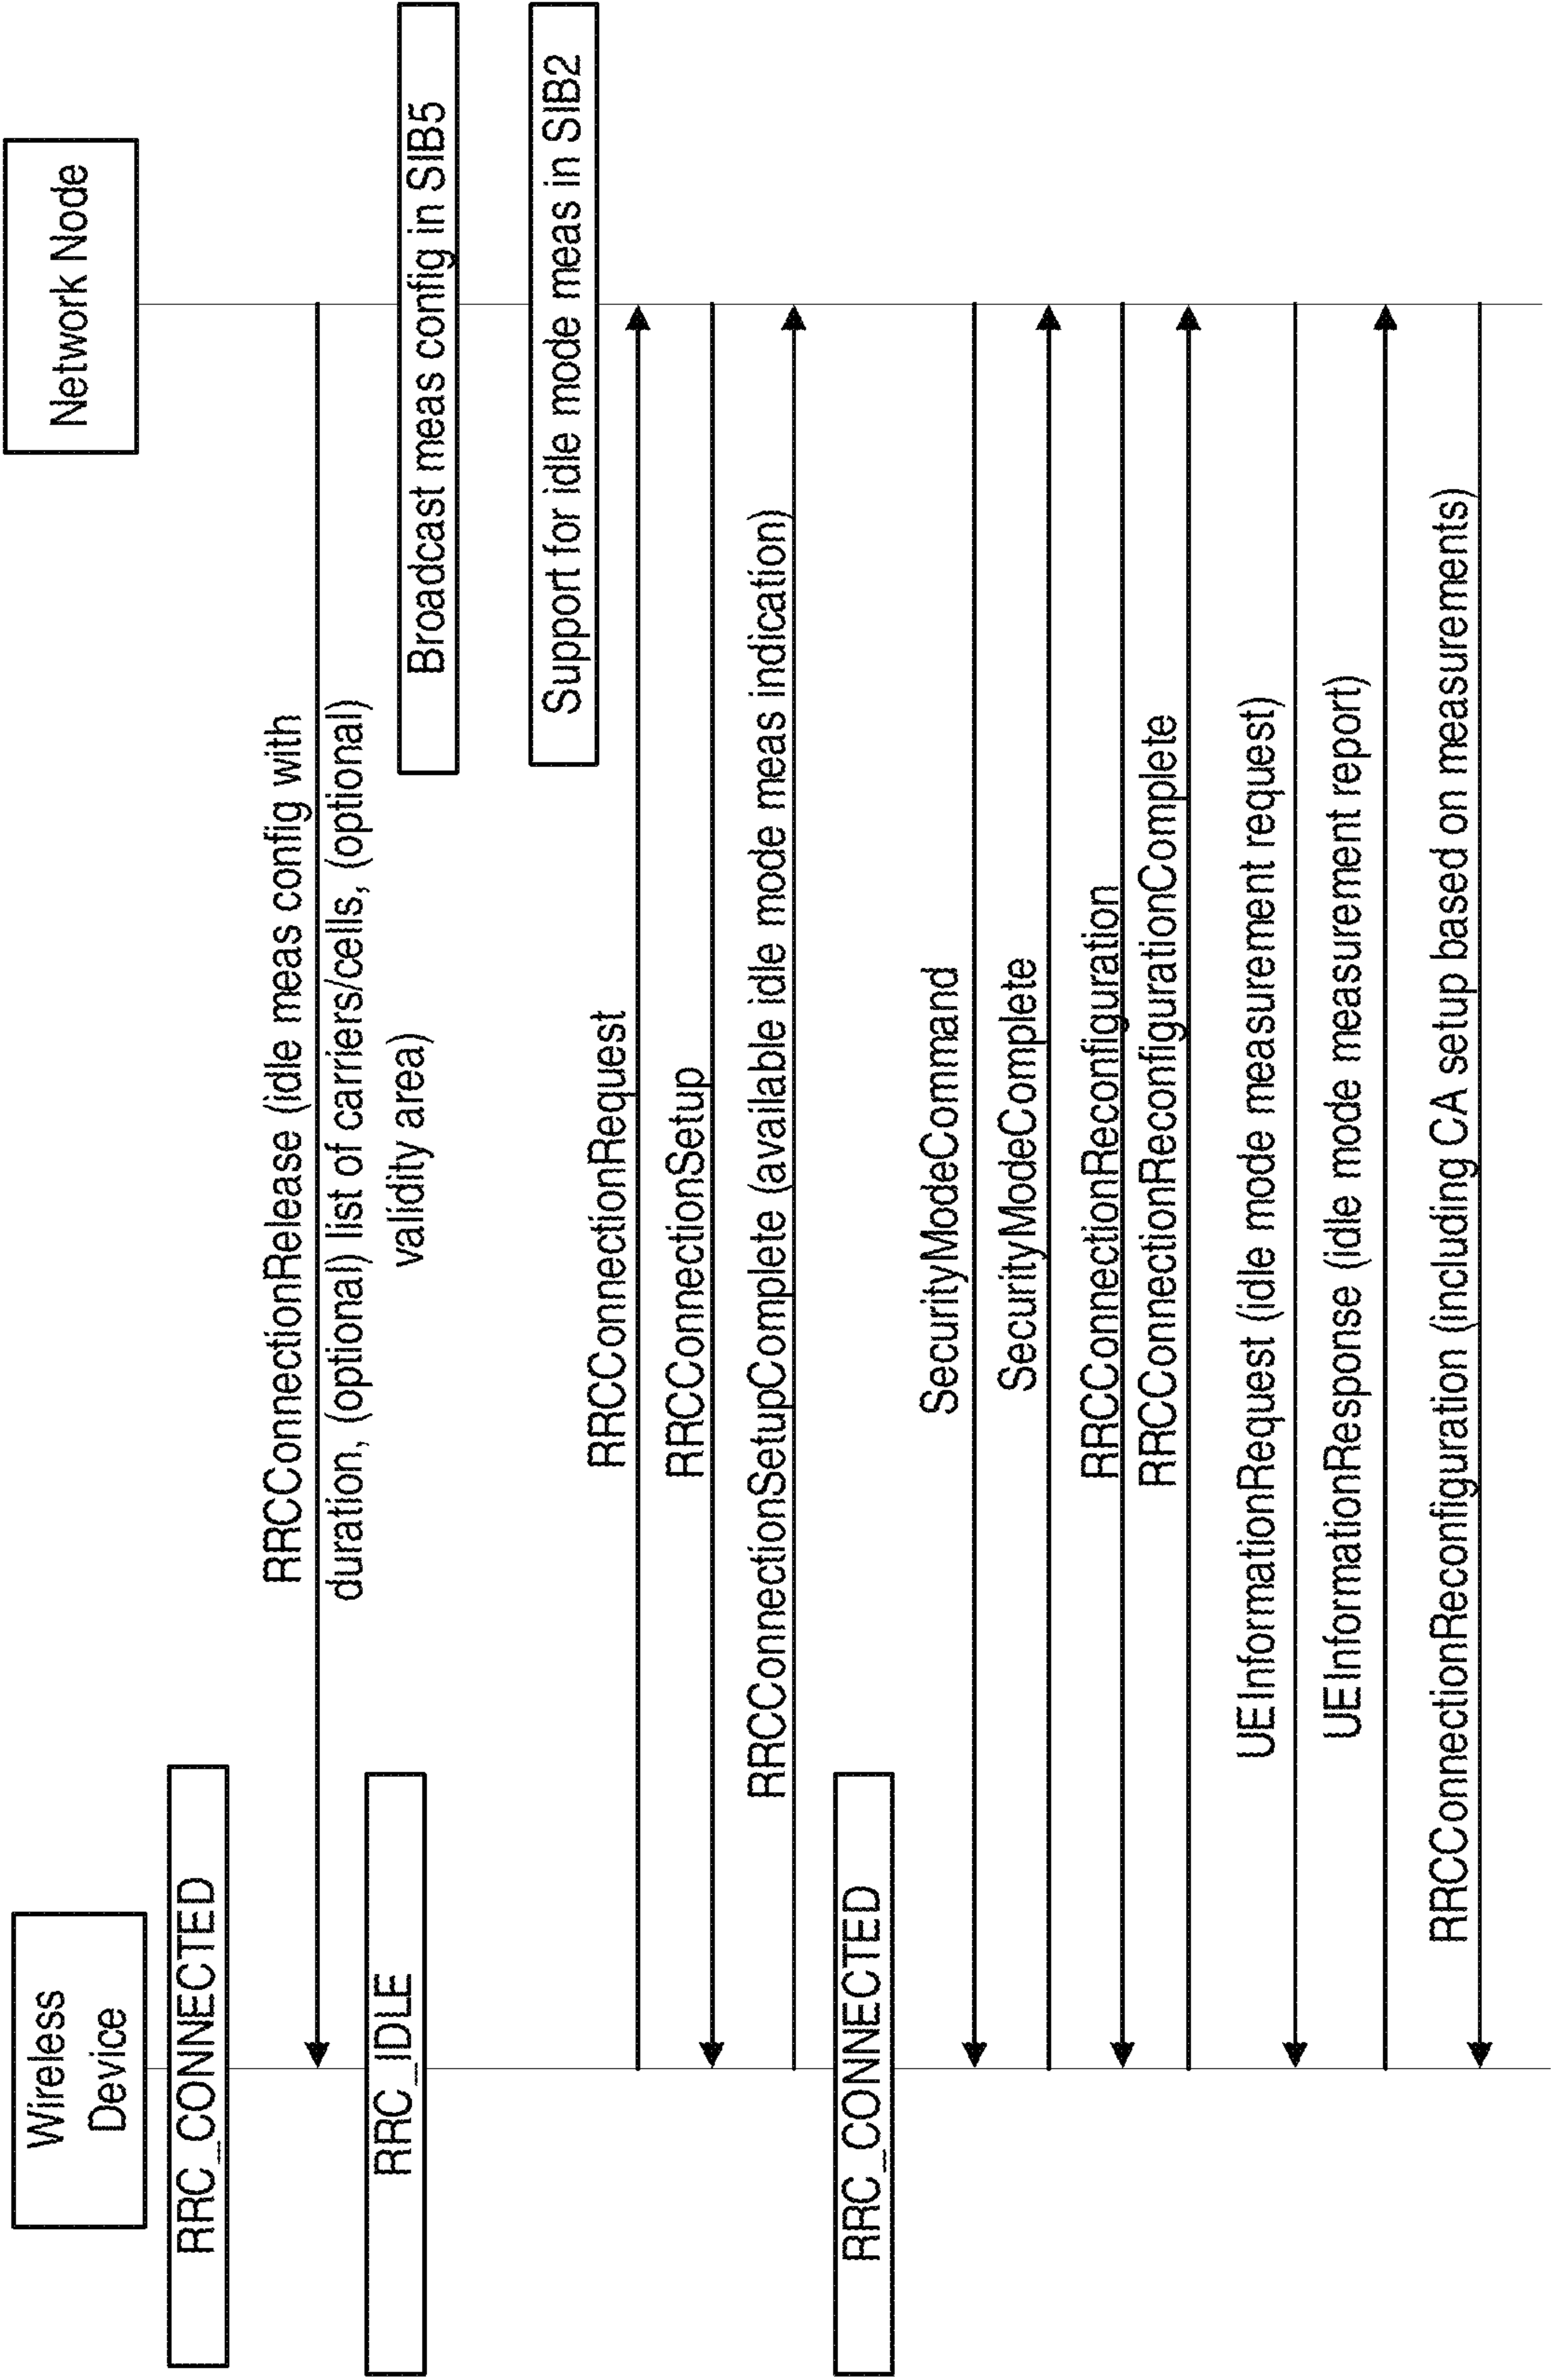 Wireless
Device
Network Node
RRC_CONNECTED
RRCConnectionRelease (idle meas config with
duration, (optional) list of carriers/cells, (optional)
validity area)
RRC_IDLE
Broadcast meas config in SIB5
Support for idle mode meas in SIB2
RRCConnectionRequest
RRCConnectionSetup
RRCConnectionSetupComplete (available idle mode meas indication)
RRC_CONNECTED
SecurityModeCommand
SecurityModeComplete
RRCConnectionReconfiguration
RRCConnectionReconfigurationComplete
UEInformationRequest (idle mode measurement request)
UEInformationResponse (idle mode measurement report)
RRCConnectionReconfiguration (including CA setup based on measurements)